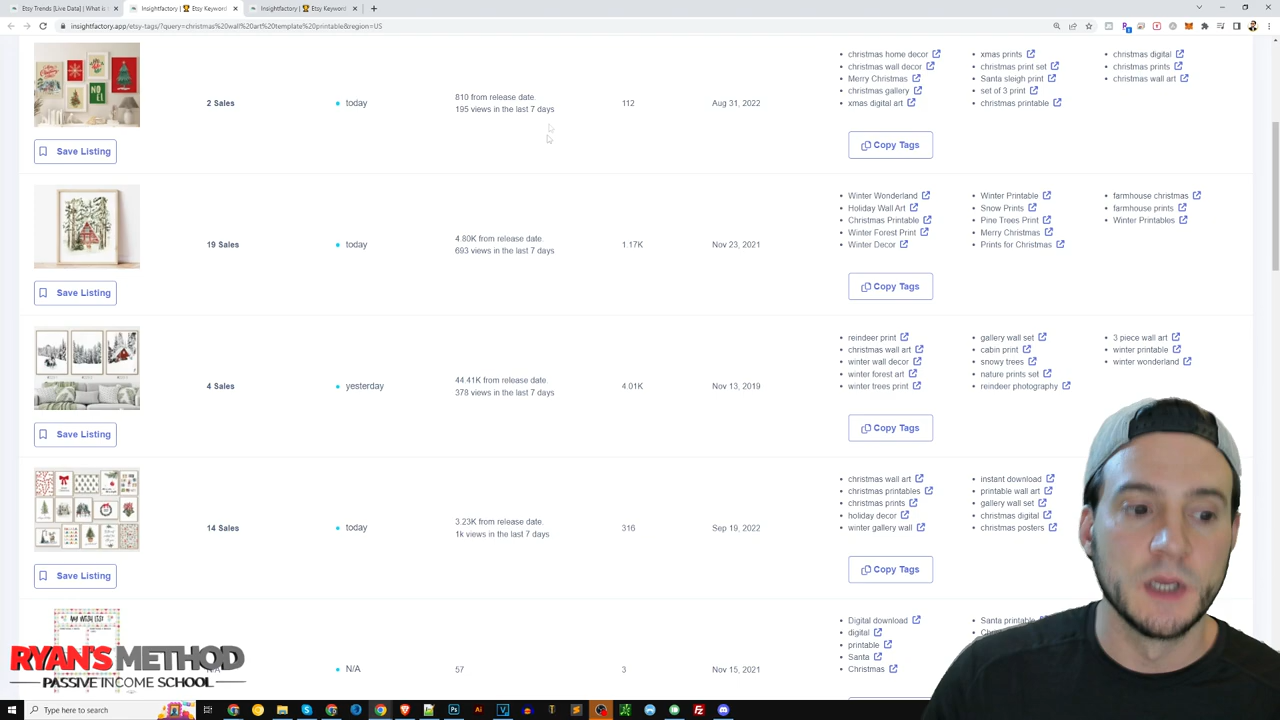 Etsy Trends [Live Data] | What is
Insightfactory | 🏆 Etsy Keyword
Insightfactory | 🏆 Etsy Keyword
insightfactory.app/etsy-tags/?query=christmas%20wall%20art%20template%20printable&region=US
Save Listing
2 Sales
today
810 from release date.
195 views in the last 7 days
112
Aug 31, 2022
christmas home decor
christmas wall decor
Merry Christmas
christmas gallery
xmas digital art
xmas prints
christmas print set
Santa sleigh print
set of 3 print
christmas printable
christmas digital
christmas prints
christmas wall art
Copy Tags
Save Listing
19 Sales
today
4.80K from release date.
693 views in the last 7 days
1.17K
Nov 23, 2021
Winter Wonderland
Holiday Wall Art
Christmas Printable
Winter Forest Print
Winter Decor
Winter Printable
Snow Prints
Pine Trees Print
Merry Christmas
Prints for Christmas
farmhouse christmas
farmhouse prints
Winter Printables
Copy Tags
Save Listing
4 Sales
yesterday
44.41K from release date.
378 views in the last 7 days
4.01K
Nov 13, 2019
reindeer print
christmas wall art
winter wall decor
winter forest art
winter trees print
gallery wall set
cabin print
snowy trees
nature prints set
reindeer photography
3 piece wall art
winter printable
winter wonderland
Copy Tags
Save Listing
14 Sales
today
3.23K from release date.
1k views in the last 7 days
316
Sep 19, 2022
christmas wall art
christmas printables
christmas prints
holiday decor
winter gallery wall
instant download
printable wall art
gallery wall set
christmas digital
christmas posters
Copy Tags
N/A
57
3
Nov 15, 2021
Digital download
digital
printable
Santa
Christmas
Santa printable
RYAN'S METHOD
PASSIVE INCOME SCHOOL
Type here to search